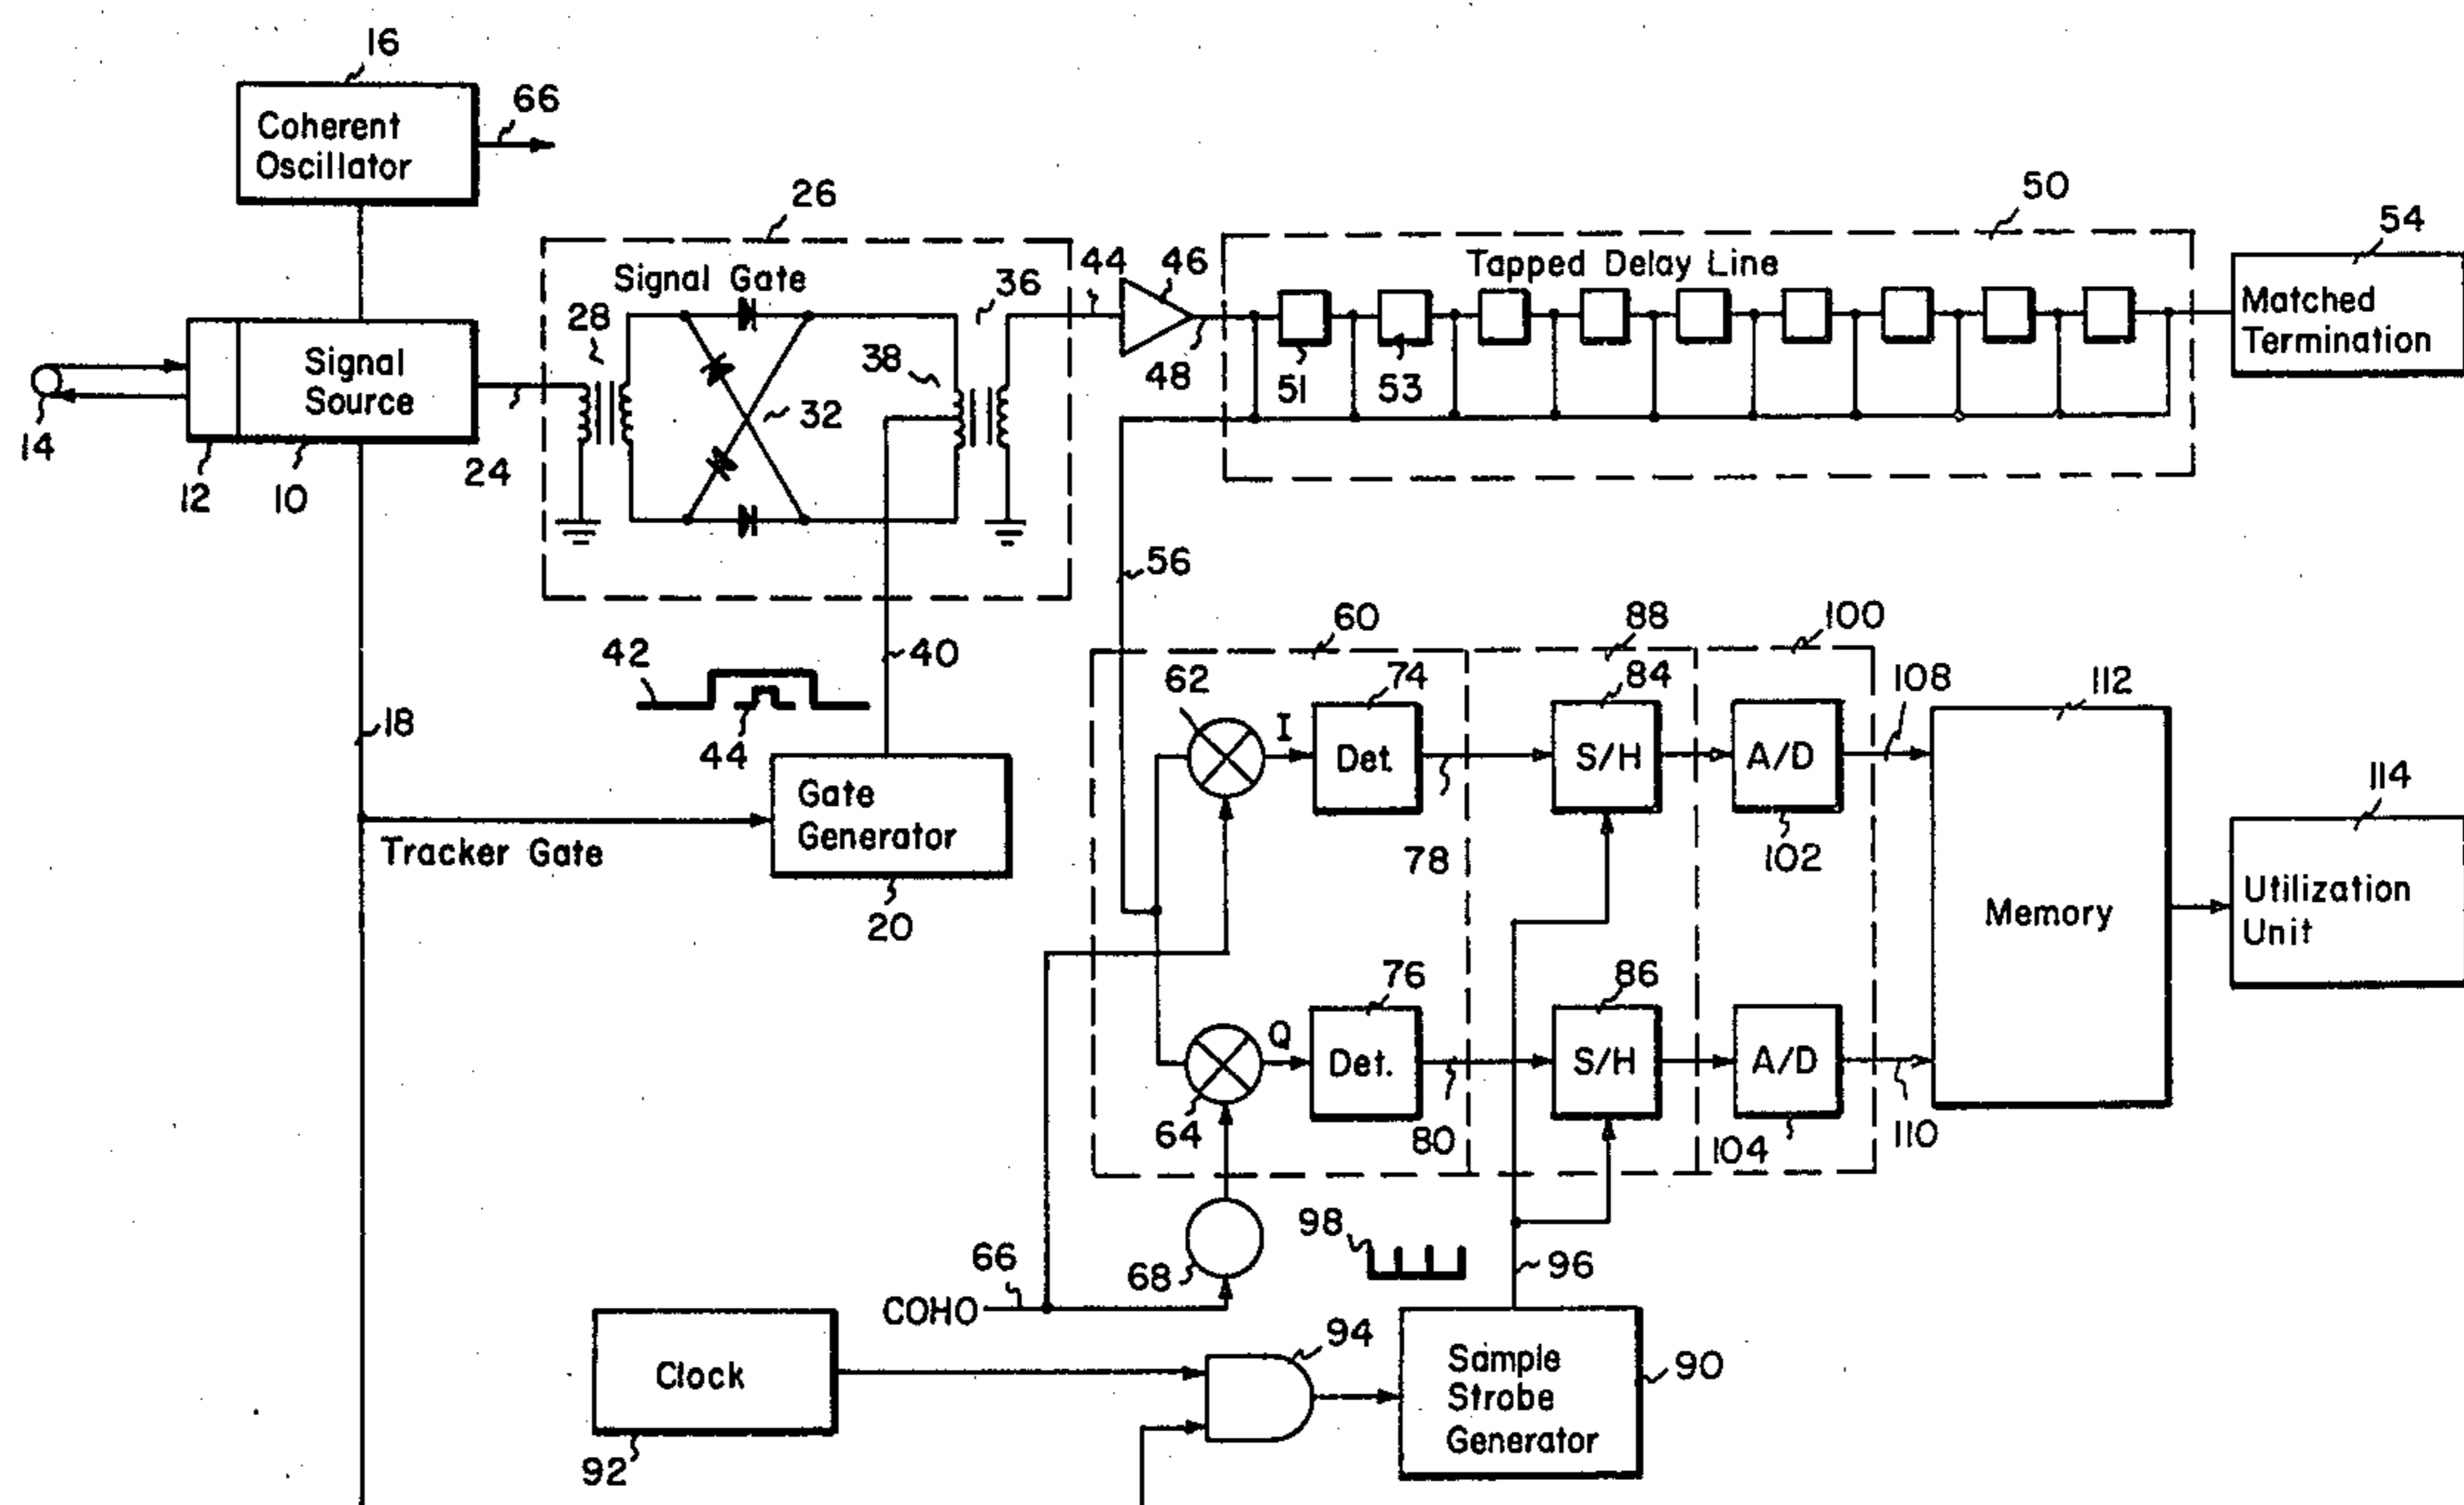 16
Coherent
Oscillator
66
26
50
54
Signal Gate
28
36
44
46
Tapped Delay Line
Matched
Termination
Signal
Source
38
32
48
51
53
14
12
10
24
56
42
40
44
18
60
88
100
62
I
74
84
108
112
Det.
S/H
A/D
114
Gate
Generator
Tracker Gate
78
102
20
Memory
Utilization
Unit
76
86
Q
Det.
S/H
A/D
64
80
104
110
98
66
68
96
COHO
94
Clock
Sample
Strobe
Generator
90
92